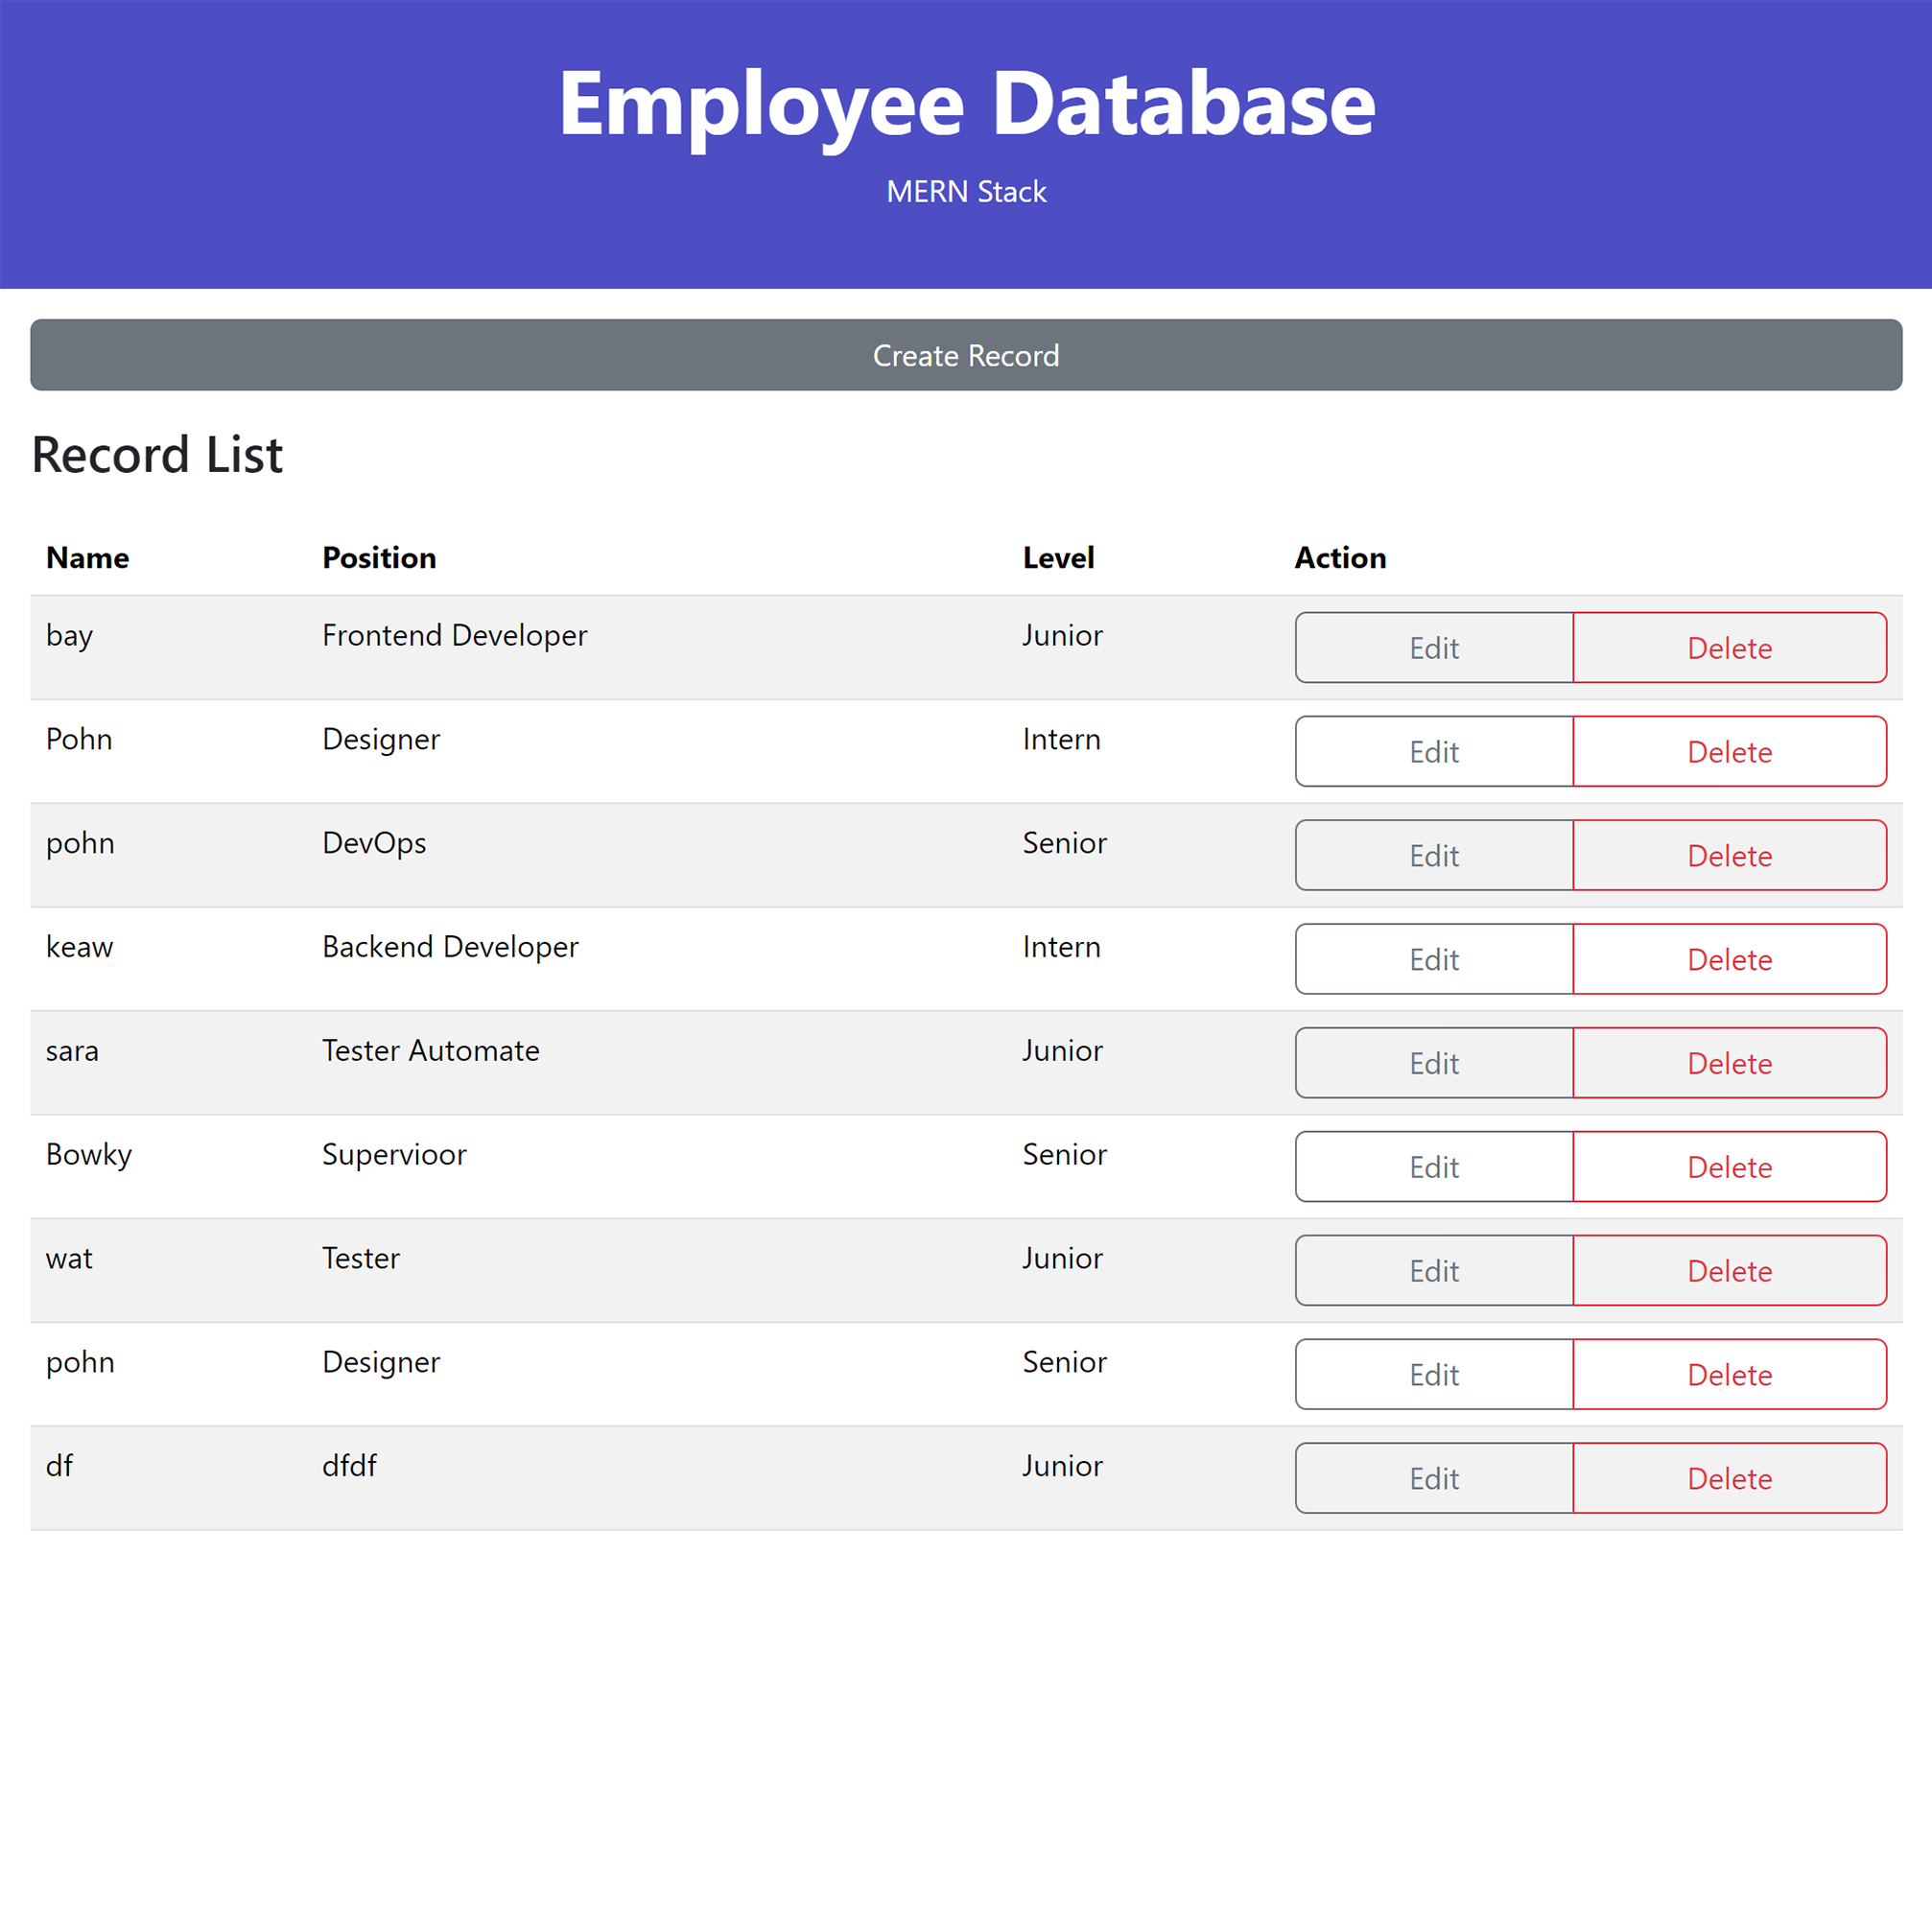 Employee Database
MERN Stack
Create Record
Record List
Name Position Level Action
bay Frontend Developer Junior Edit Delete
Pohn Designer Intern Edit Delete
pohn DevOps Senior Edit Delete
keaw Backend Developer Intern Edit Delete
sara Tester Automate Junior Edit Delete
Bowky Supervioor Senior Edit Delete
wat Tester Junior Edit Delete
pohn Designer Senior Edit Delete
df dfdf Junior Edit Delete